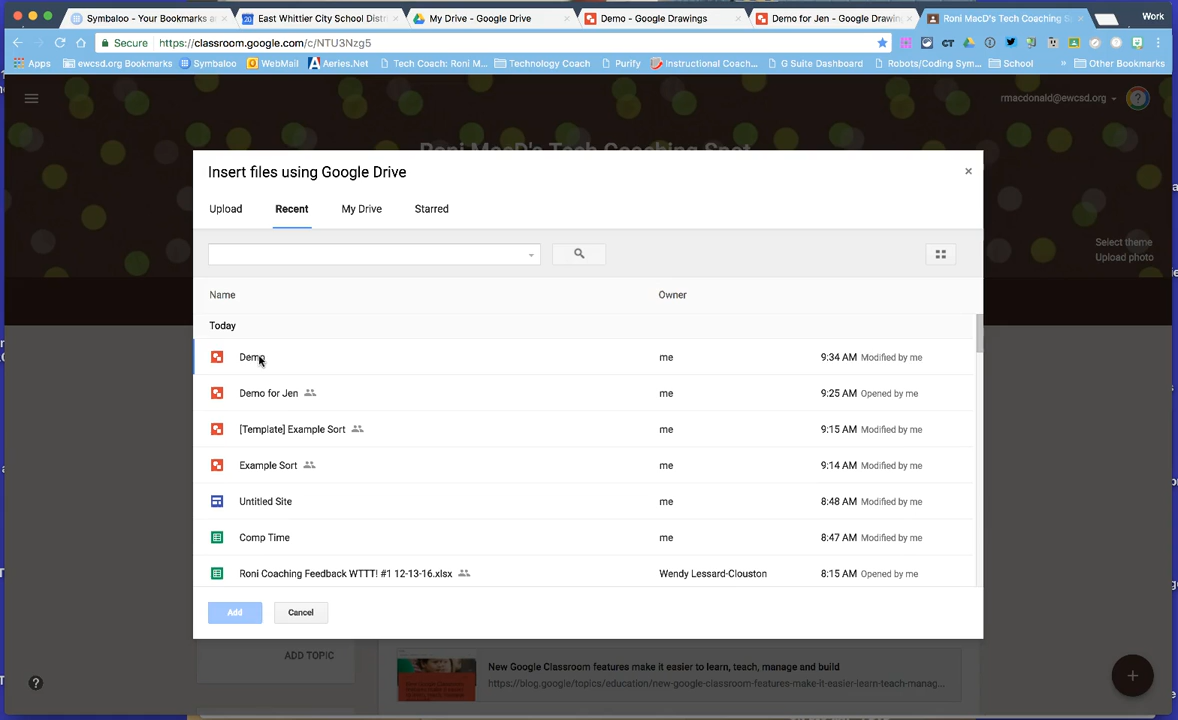 Symbaloo - Your Bookmarks a
East Whittier City School Distri
My Drive - Google Drive
Demo - Google Drawings
Demo for Jen - Google Drawin
Roni MacD's Tech Coaching S
Work
Secure
https://classroom.google.com/c/NTU3Nzg5
Apps
ewcsd.org Bookmarks
Symbaloo
WebMail
Aeries.Net
Tech Coach: Roni M...
Technology Coach
Purify
Instructional Coach...
G Suite Dashboard
Robots/Coding Sym...
School
»
Other Bookmarks
rmacdonald@ewcsd.org
Roni MacD's Tech Coaching Spot
Select theme
Upload photo
Insert files using Google Drive
×
Upload
Recent
My Drive
Starred
Name
Owner
Today
Demo
me
9:34 AM Modified by me
Demo for Jen
me
9:25 AM Opened by me
[Template] Example Sort
me
9:15 AM Modified by me
Example Sort
me
9:14 AM Modified by me
Untitled Site
me
8:48 AM Modified by me
Comp Time
me
8:47 AM Modified by me
Roni Coaching Feedback WTTT! #1 12-13-16.xlsx
Wendy Lessard-Clouston
8:15 AM Opened by me
Add
Cancel
ADD TOPIC
New Google Classroom features make it easier to learn, teach, manage and build
https://blog.google/topics/education/new-google-classroom-features-make-it-easier-learn-teach-manag...
?
+